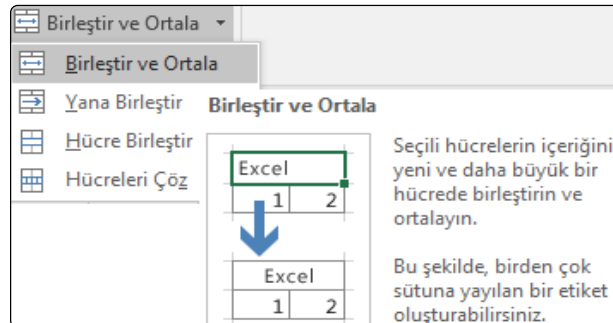 Birleştir ve Ortala
Birleştir ve Ortala
Yana Birleştir
Hücre Birleştir
Hücreleri Çöz
Birleştir ve Ortala
Excel
1 2
Excel
1 2
Seçili hücrelerin içeriğini
yeni ve daha büyük bir
hücrede birleştirin ve
ortalayın.
Bu şekilde, birden çok
sütuna yayılan bir etiket
oluşturabilirsiniz.